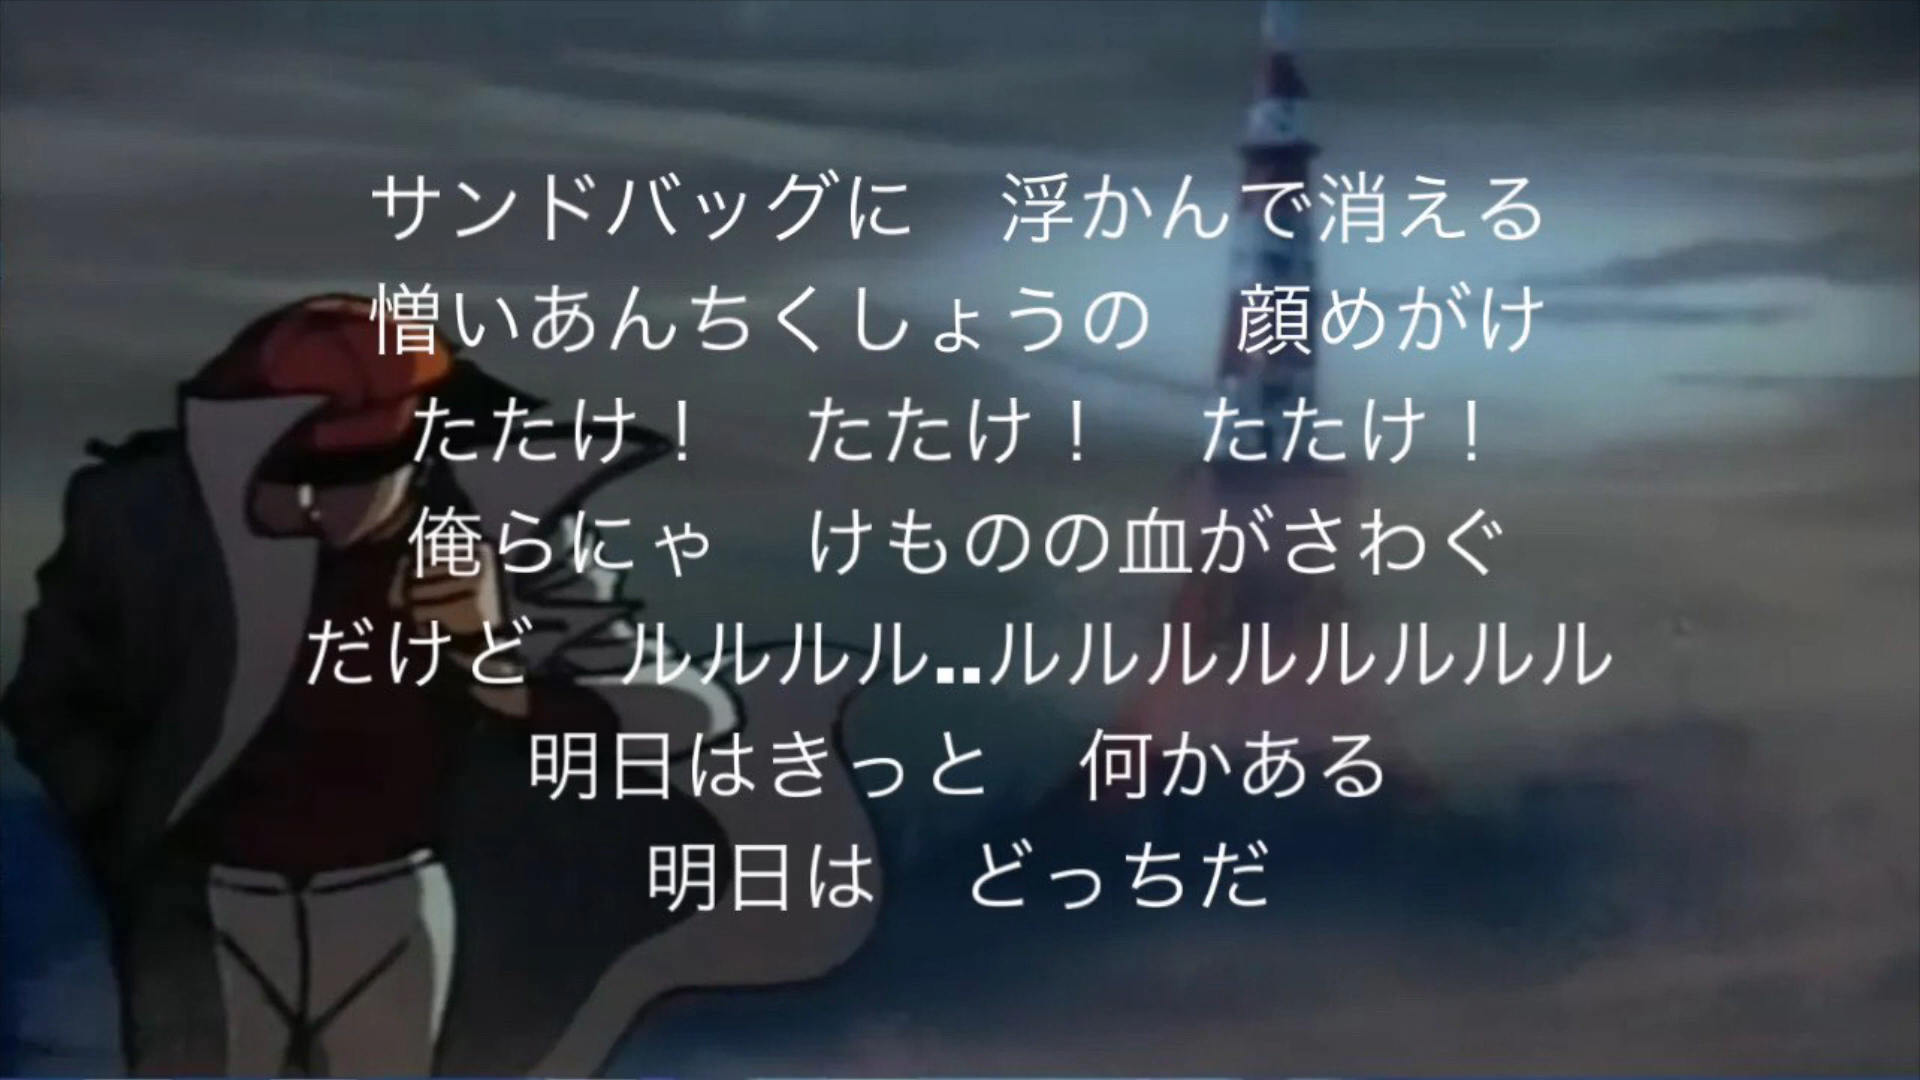 サンドバッグに　浮かんで消える
憎いあんちくしょうの　顔めがけ
たたけ！　たたけ！　たたけ！
俺らにゃ　けものの血がさわぐ
だけど　ルルルル..ルルルルルルルル
明日はきっと　何かある
明日は　どっちだ